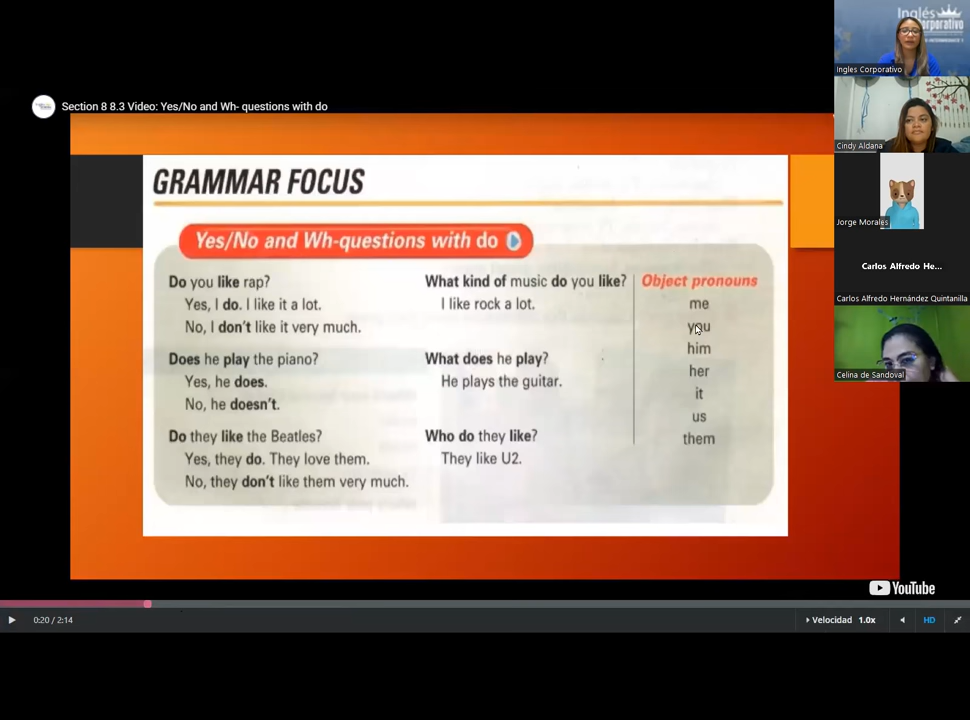 Inglés
Corporativo
Ingles Corporativo
Section 8 8.3 Video: Yes/No and Wh- questions with do
Cindy Aldana
Jorge Morales
Carlos Alfredo He...
Carlos Alfredo Hernández Quintanilla
Celina de Sandoval
GRAMMAR FOCUS
Yes/No and Wh-questions with do
Do you like rap?
Yes, I do. I like it a lot.
No, I don't like it very much.
Does he play the piano?
Yes, he does.
No, he doesn't.
Do they like the Beatles?
Yes, they do. They love them.
No, they don't like them very much.
What kind of music do you like?
I like rock a lot.
What does he play?
He plays the guitar.
Who do they like?
They like U2.
Object pronouns
me
you
him
her
it
us
them
YouTube
0:20 / 2:14
Velocidad 1.0x
HD